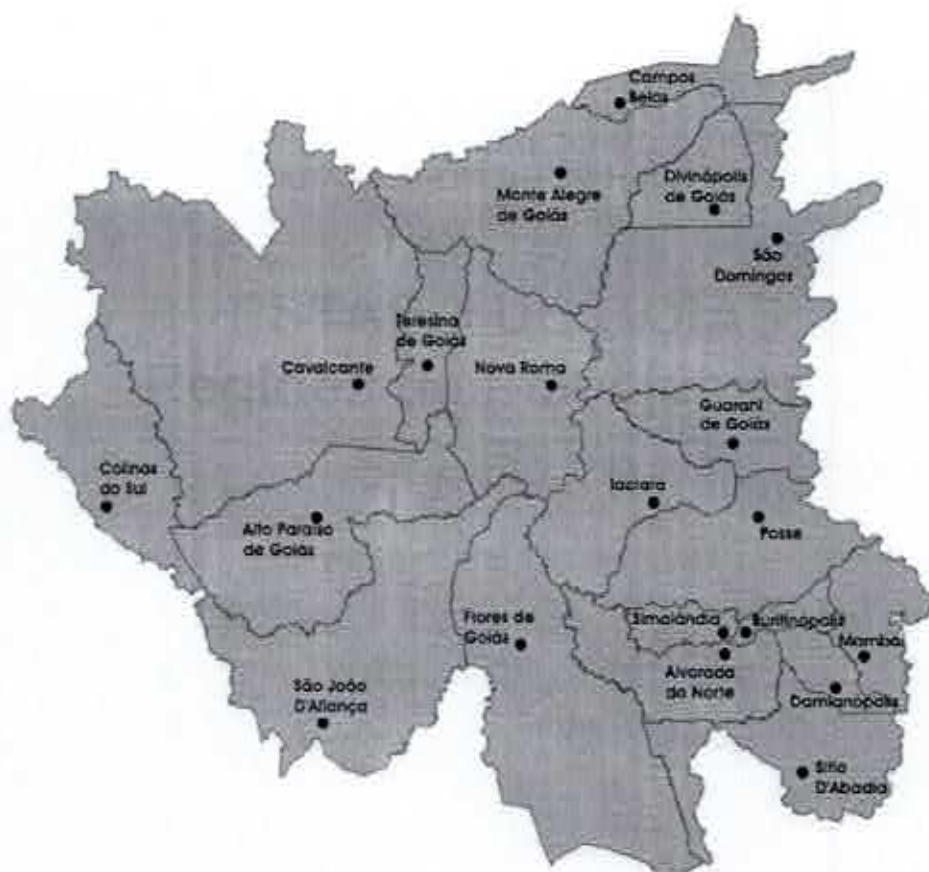 Campos
Belos
Monte Alegre
de Goiás
Divinápolis
de Goiás
São
Domingos
Teresina
de Goiás
Cavalcante
Nova Roma
Guarani
de Goiás
Colinas
do Sul
Iaciara
Alto Paraíso
de Goiás
Posse
Flores de
Goiás
Simolândia
Buritinópolis
Mambaí
Alvorada
do Norte
Damianópolis
São João
D'Aliança
Sítio
D'Abadia